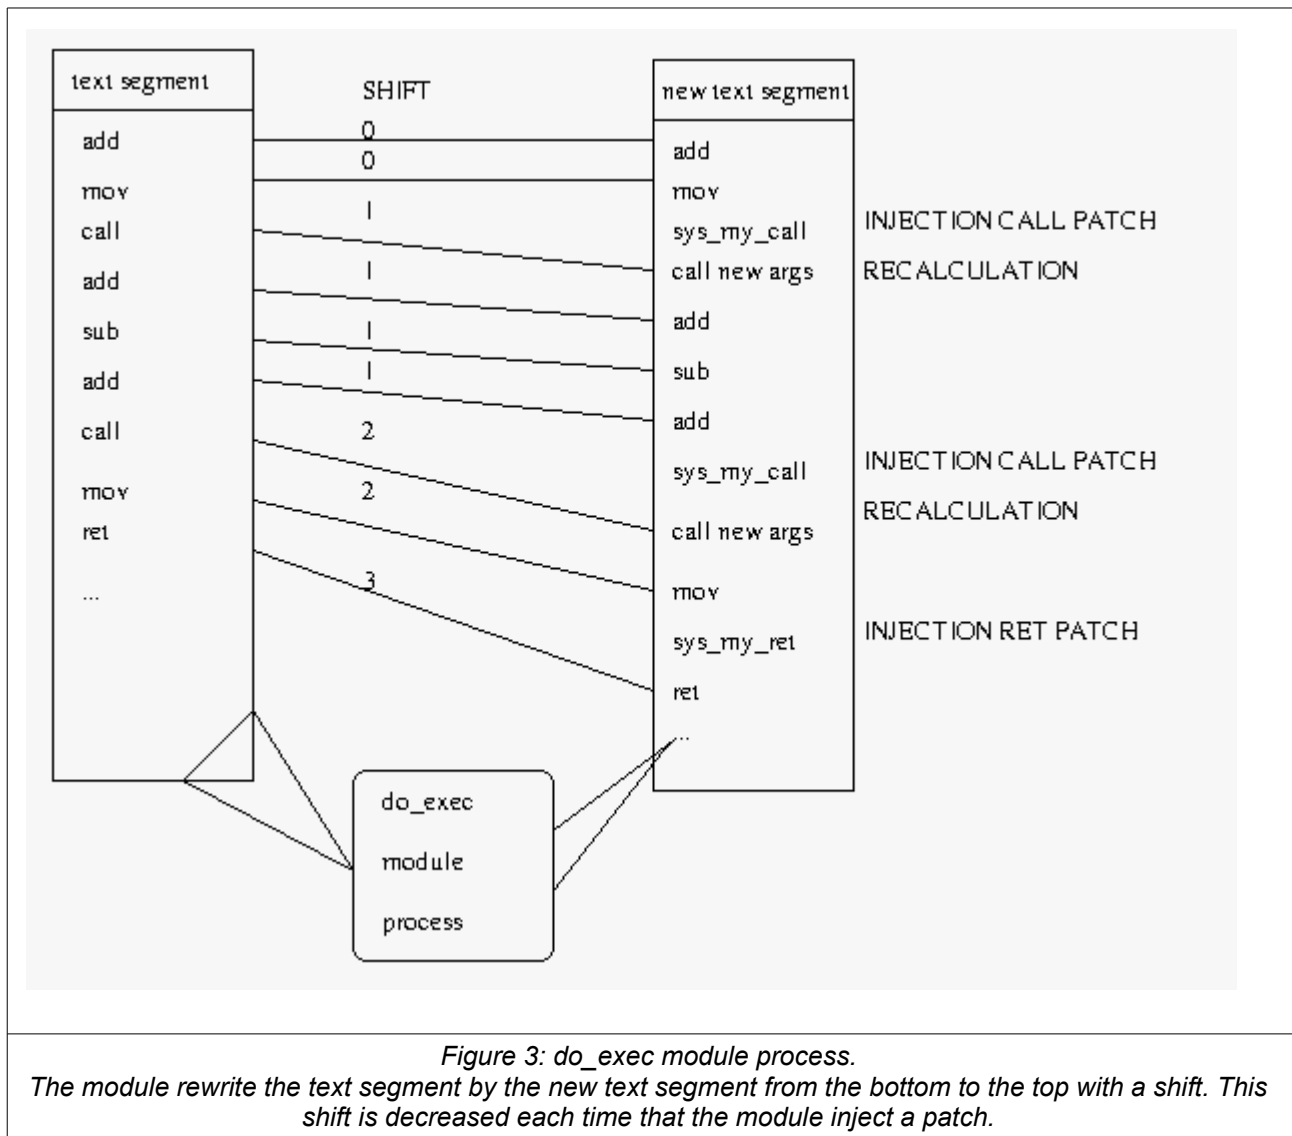 text segment
SHIFT
new text segment
add
0
add
mov
0
mov
call
1
sys_my_call
INJECTION CALL PATCH
call new args
RECALCULATION
add
1
add
sub
1
sub
add
1
add
call
2
sys_my_call
INJECTION CALL PATCH
mov
2
call new args
RECALCULATION
ret
3
mov
...
sys_my_ret
INJECTION RET PATCH
ret
...
do_exec
module
process
Figure 3: do_exec module process.
The module rewrite the text segment by the new text segment from the bottom to the top with a shift. This
shift is decreased each time that the module inject a patch.